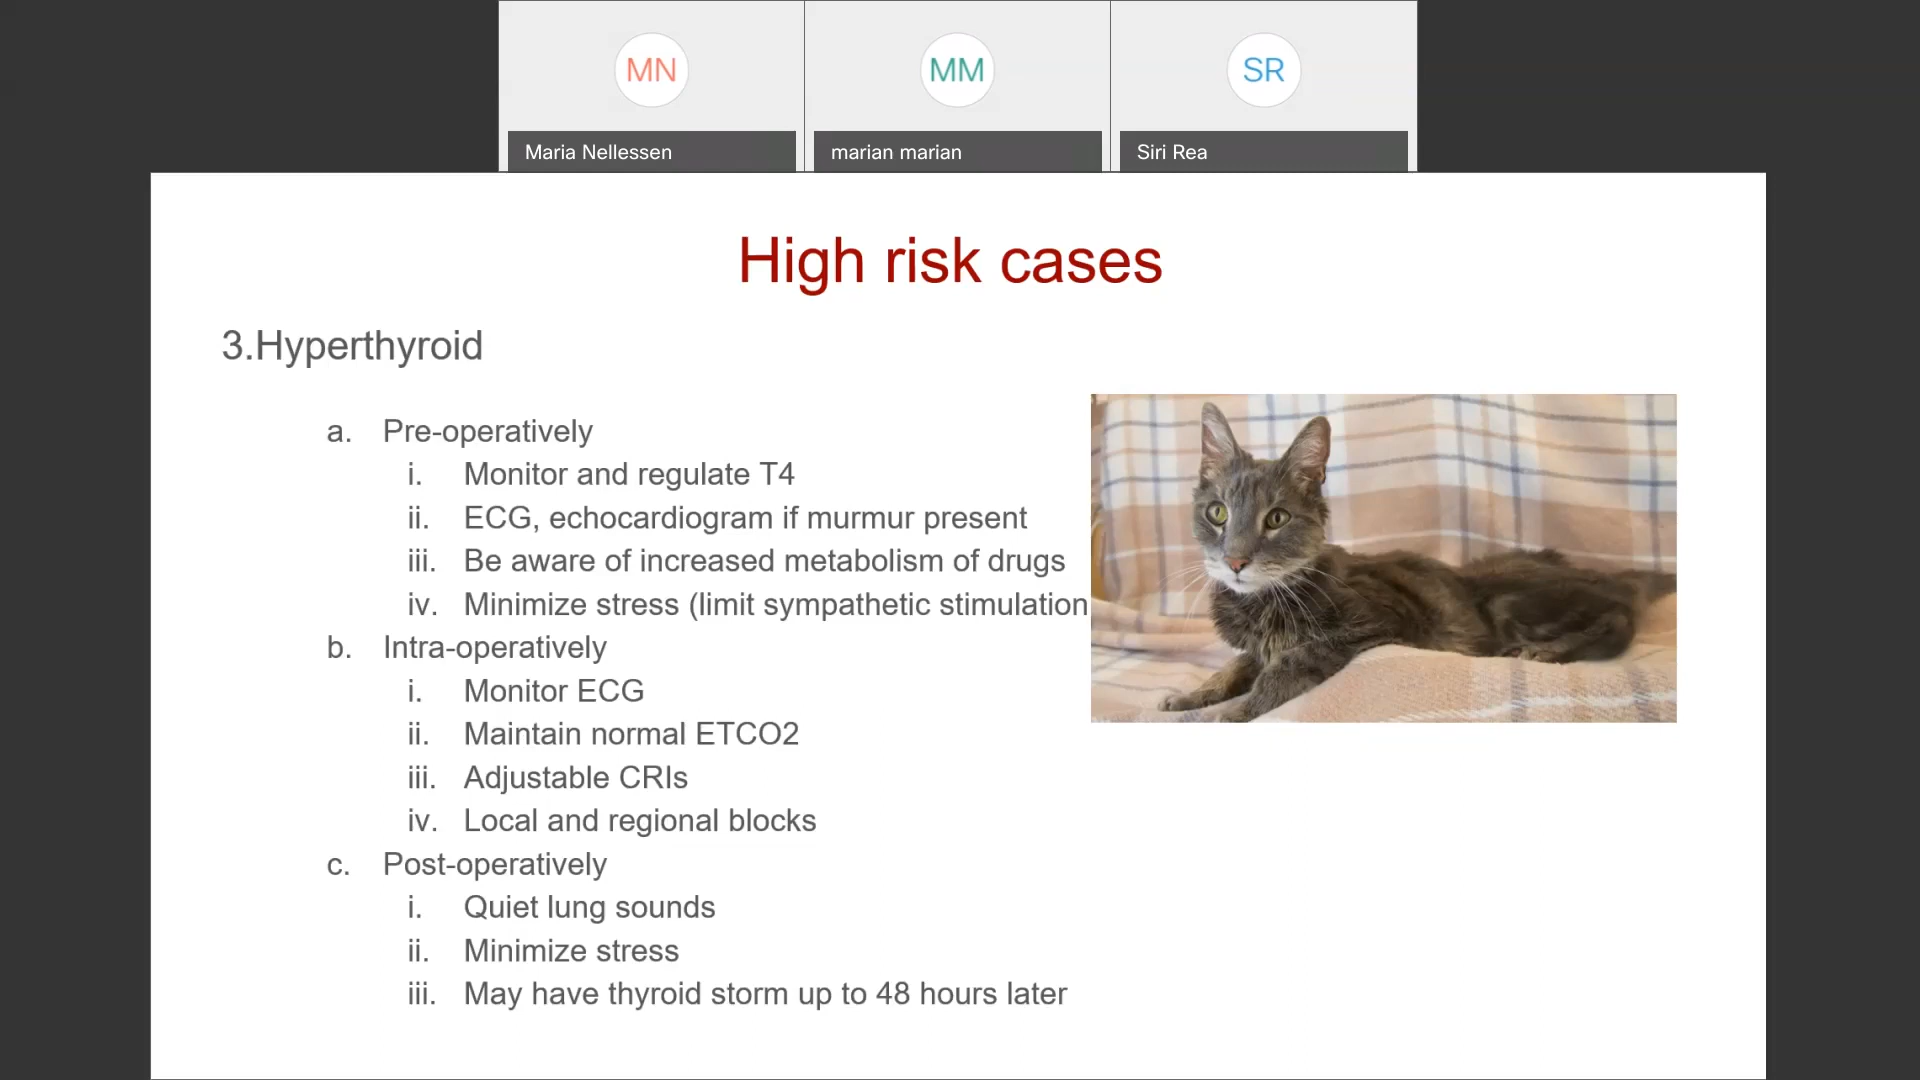 MN
MM
SR
Maria Nellessen
marian marian
Siri Rea
High risk cases
3.Hyperthyroid
a. Pre-operatively
i. Monitor and regulate T4
ii. ECG, echocardiogram if murmur present
iii. Be aware of increased metabolism of drugs
iv. Minimize stress (limit sympathetic stimulation
b. Intra-operatively
i. Monitor ECG
ii. Maintain normal ETCO2
iii. Adjustable CRIs
iv. Local and regional blocks
c. Post-operatively
i. Quiet lung sounds
ii. Minimize stress
iii. May have thyroid storm up to 48 hours later